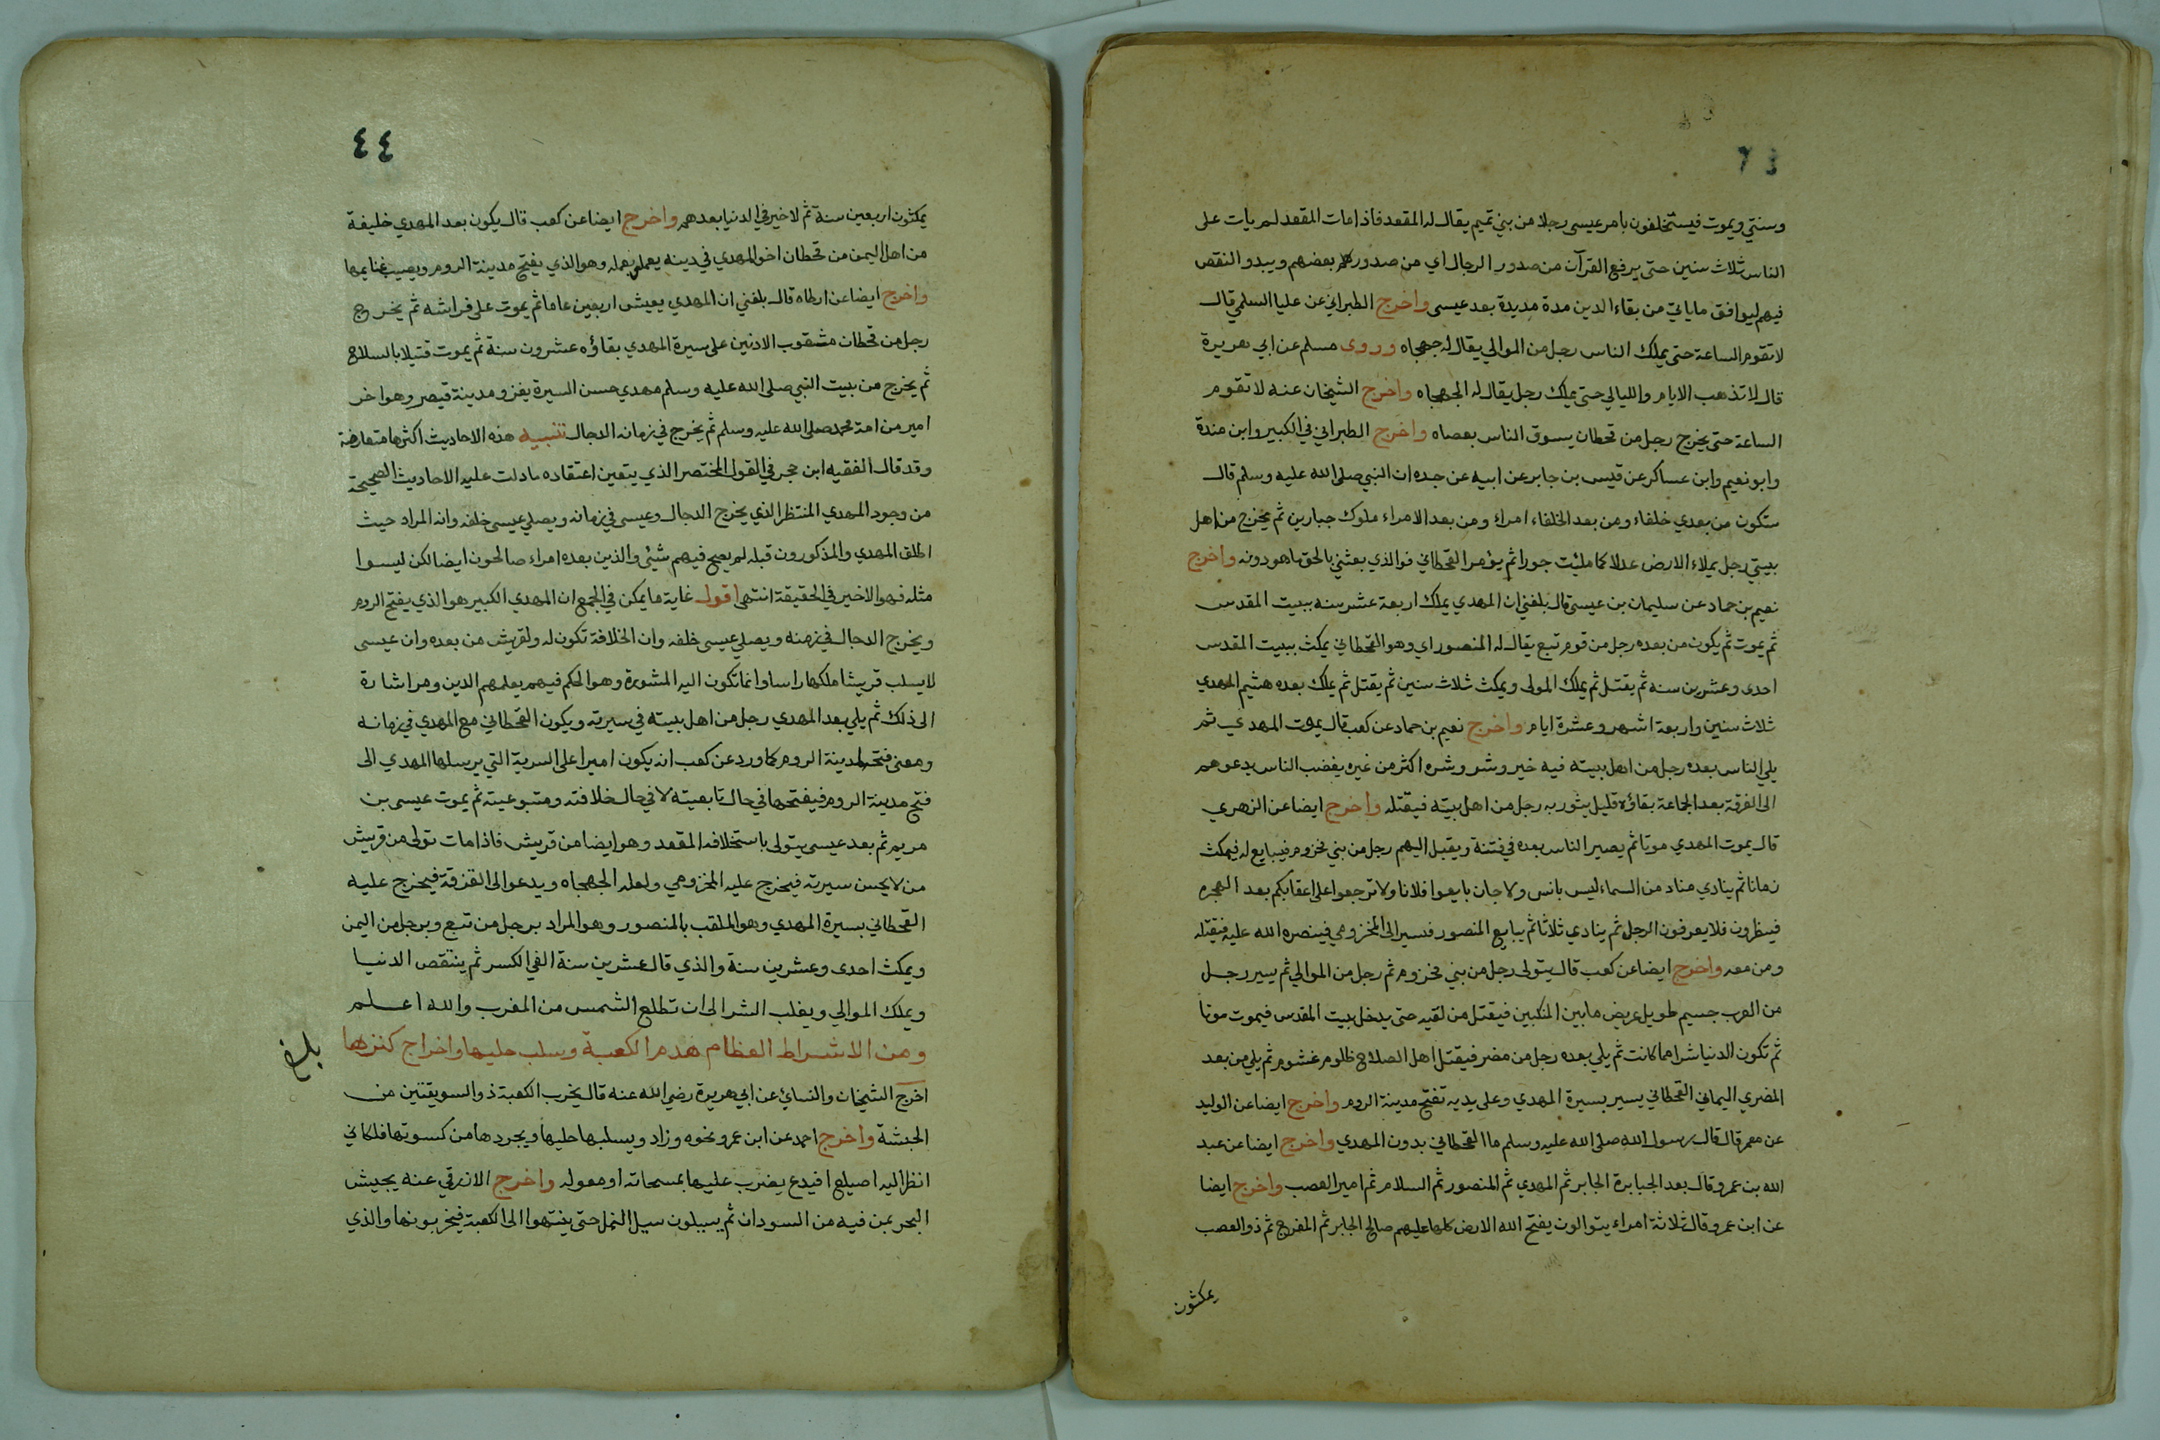 وسنتي ويموت فيستخلفون بامر عيسى رجلا من بني تميم يقال له المقعد فاذا مات المقعد لم يأت على
الناس ثلاث سنين حتى يرفع القرآن من صدور الرجال اي من صدور بعضهم ويبدو النقص
فيهم ليوافق ماياتي من بقاء الدين مدة مديدة بعد عيسى واخرج الطبراني عن عليا السلمي قال
لا تقوم الساعة حتى يملك الناس رجل من الموالي يقال له جهجاه وروى مسلم عن ابي هريرة
قال لا تذهب الايام والليالي حتى يملك رجل يقال له الجهجاه واخرج الشيخان عنه لا تقوم
الساعة حتى يخرج رجل من قحطان يسوق الناس بعصاه واخرج الطبراني في الكبير وابن مندة
وابو نعيم وابن عساكر عن قيس بن جابر عن ابيه عن جده ان النبي صلى الله عليه وسلم قال
ستكون من بعدي خلفاء ومن بعد الخلفاء امراء ومن بعد الامراء ملوك جبارين ثم يخرج من اهل
بيتي رجل يملاء الارض عدلا كما ملئت جورا ثم يؤمر القحطاني فوالذي بعثني بالحق ماهو دونه واخرج
نعيم بن حماد عن سليمان بن عيسى قال بلغني ان المهدي يملك اربعة عشر سنه ببيت المقدس
ثم يموت ثم يكون من بعده رجل من قوم تبع يقال له المنصور اي وهو القحطاني يمكث ببيت المقدس
احدى وعشرين سنه ثم يقتل ثم يملك المولى ويمكث ثلاث سنين ثم يقتل ثم يملك بعده هشيم المهدي
ثلاث سنين واربعة اشهر وعشرة ايام واخرج نعيم بن حماد عن كعب قال يموت المهدي ثم
يلي الناس بعده رجل من اهل بيته فيه خير وشر وشره اكثر من خيره يغضب الناس يدعوهم
الى الفرقة بعد الجماعة بقاؤه قليل يثور به رجل من اهل بيته فيقتله واخرج ايضا عن الزهري
قال يموت المهدي موتا ثم يصير الناس بعده في فتنة ويقبل اليهم رجل من بني مخزوم فيبايع له فيمكث
زمانا ثم ينادي مناد من السماء ليس بانس ولا جان بايعوا فلانا ولا ترجعوا على اعقابكم بعد الهجره
فينظرون فلا يعرفون الرجل ثم ينادي ثلاثا ثم يبايع المنصور فسير الى المخزومي فينصره الله عليه فيقتله
ومن معه واخرج ايضا عن كعب قال يتولى رجل من بني مخزوم ثم رجل من الموالي ثم يسير رجل
من العرب جسيم طويل عريض ما بين المنكبين فيقتل من لقيه حتى يدخل بيت المقدس فيموت موتا
ثم تكون الدنيا شرا مما كانت ثم يلي بعده رجل من مضر فيقتل اهل الصلاح ظلوم غشوم ثم يلي من بعد
المضري اليماني القحطاني يسير بسيرة المهدي وعلى يديه تفتح مدينة الروم واخرج ايضا عن الوليد
عن معمر قال قال رسول الله صلى الله عليه وسلم ما القحطاني بدون المهدي واخرج ايضا عن عبد
الله بن عمرو قال بعد الجبابرة الجابر ثم المهدي ثم المنصور ثم السلام ثم امير العصب واخرج ايضا
عن ابن عمرو قال ثلاثة امراء يتوالون يفتح الله الارض كلها عليهم صالح الجابر ثم المفرج ثم ذو العصب
يمكثون
٤٤
يمكثون اربعين سنة ثم لا خير في الدنيا بعدهم واخرج ايضا عن كعب قال يكون بعد المهدي خليفة
من اهل اليمن من قحطان اخو المهدي في دينه يعمل بعمله وهو الذي يفتح مدينة الروم ويصيب غنايمها
واخرج ايضا عن ارطاه قال بلغني ان المهدي يعيش اربعين عاما ثم يموت على فراشه ثم يخرج
رجل من قحطان مثقوب الاذنين على سيرة المهدي بقاؤه عشرون سنة ثم يموت قتيلا بالسلاح
ثم يخرج من بيت النبي صلى الله عليه وسلم مهدي حسن السيرة يغزو مدينة قيصر وهو اخر
امير من امة محمد صلى الله عليه وسلم ثم يخرج في زمانه الدجال تنبيه هذه الاحاديث اكثرها متعارضة
وقد قال الفقيه ابن حجر في القول المختصر الذي يتعين اعتقاده ما دلت عليه الاحاديث الصحيحة
من وجود المهدي المنتظر الذي يخرج الدجال وعيسى في زمانه ويصلي عيسى خلفه وانه المراد حيث
اطلق المهدي والمذكورون قبله لم يصح فيهم شيئ والذين بعده امراء صالحون ايضا لكن ليسوا
مثله فهو الاخير في الحقيقة انتهى اقول غاية ما يمكن في الجمع ان المهدي الكبير هو الذي يفتح الروم
ويخرج الدجال في زمنه ويصلي عيسى خلفه وان الخلافة تكون له ولقريش من بعده وان عيسى
لا يسلب قريشا ملكها راسا وانما تكون اليه المشورة وهو الحكم فيهم يعلمهم الدين ومر اشارة
الى ذلك ثم يلي بعد المهدي رجل من اهل بيته في سيرته ويكون القحطاني مع المهدي في زمانه
ومعنى فتحه لمدينة الروم كما ورد عن كعب انه يكون اميرا على السرية التي يرسلها المهدي الى
فتح مدينة الروم فيفتحها في حال تابعيته لا في حال خلافته ومتبوعيته ثم يموت عيسى بن
مريم ثم بعد عيسى يتولى باستخلافه المقعد وهو ايضا من قريش فاذا مات تولى من قريش
من لا يحسن سيرته فيخرج عليه المخزومي ولعله الجهجاه ويدعو الى الفرقة فيخرج عليه
القحطاني بسيرة المهدي وهو الملقب بالمنصور وهو المراد برجل من تبع وبرجل من اليمن
ويمكث احدى وعشرين سنة والذي قال عشرين سنة الغي الكسر ثم ينتقص الدنيا
ويملك الموالي ويغلب الشر الى ان تطلع الشمس من المغرب والله اعلم
ومن الاشراط العظام هدم الكعبة وسلب حليها واخراج كنزها
بلغ
اخرج الشيخان والنسائي عن ابي هريرة رضي الله عنه قال يخرب الكعبة ذو السويقتين من
الحبشة واخرج احمد عن ابن عمرو نحوه وزاد ويسلبها حليها ويجردها من كسوتها فلكاني
انظر اليه اصيلع افيدع يضرب عليها بمسحاته او معوله واخرج الازرقي عنه يجيش
البحر بمن فيه من السودان ثم يسيلون سيل النمل حتى ينتهوا الى الكعبة فيخربونها والذي